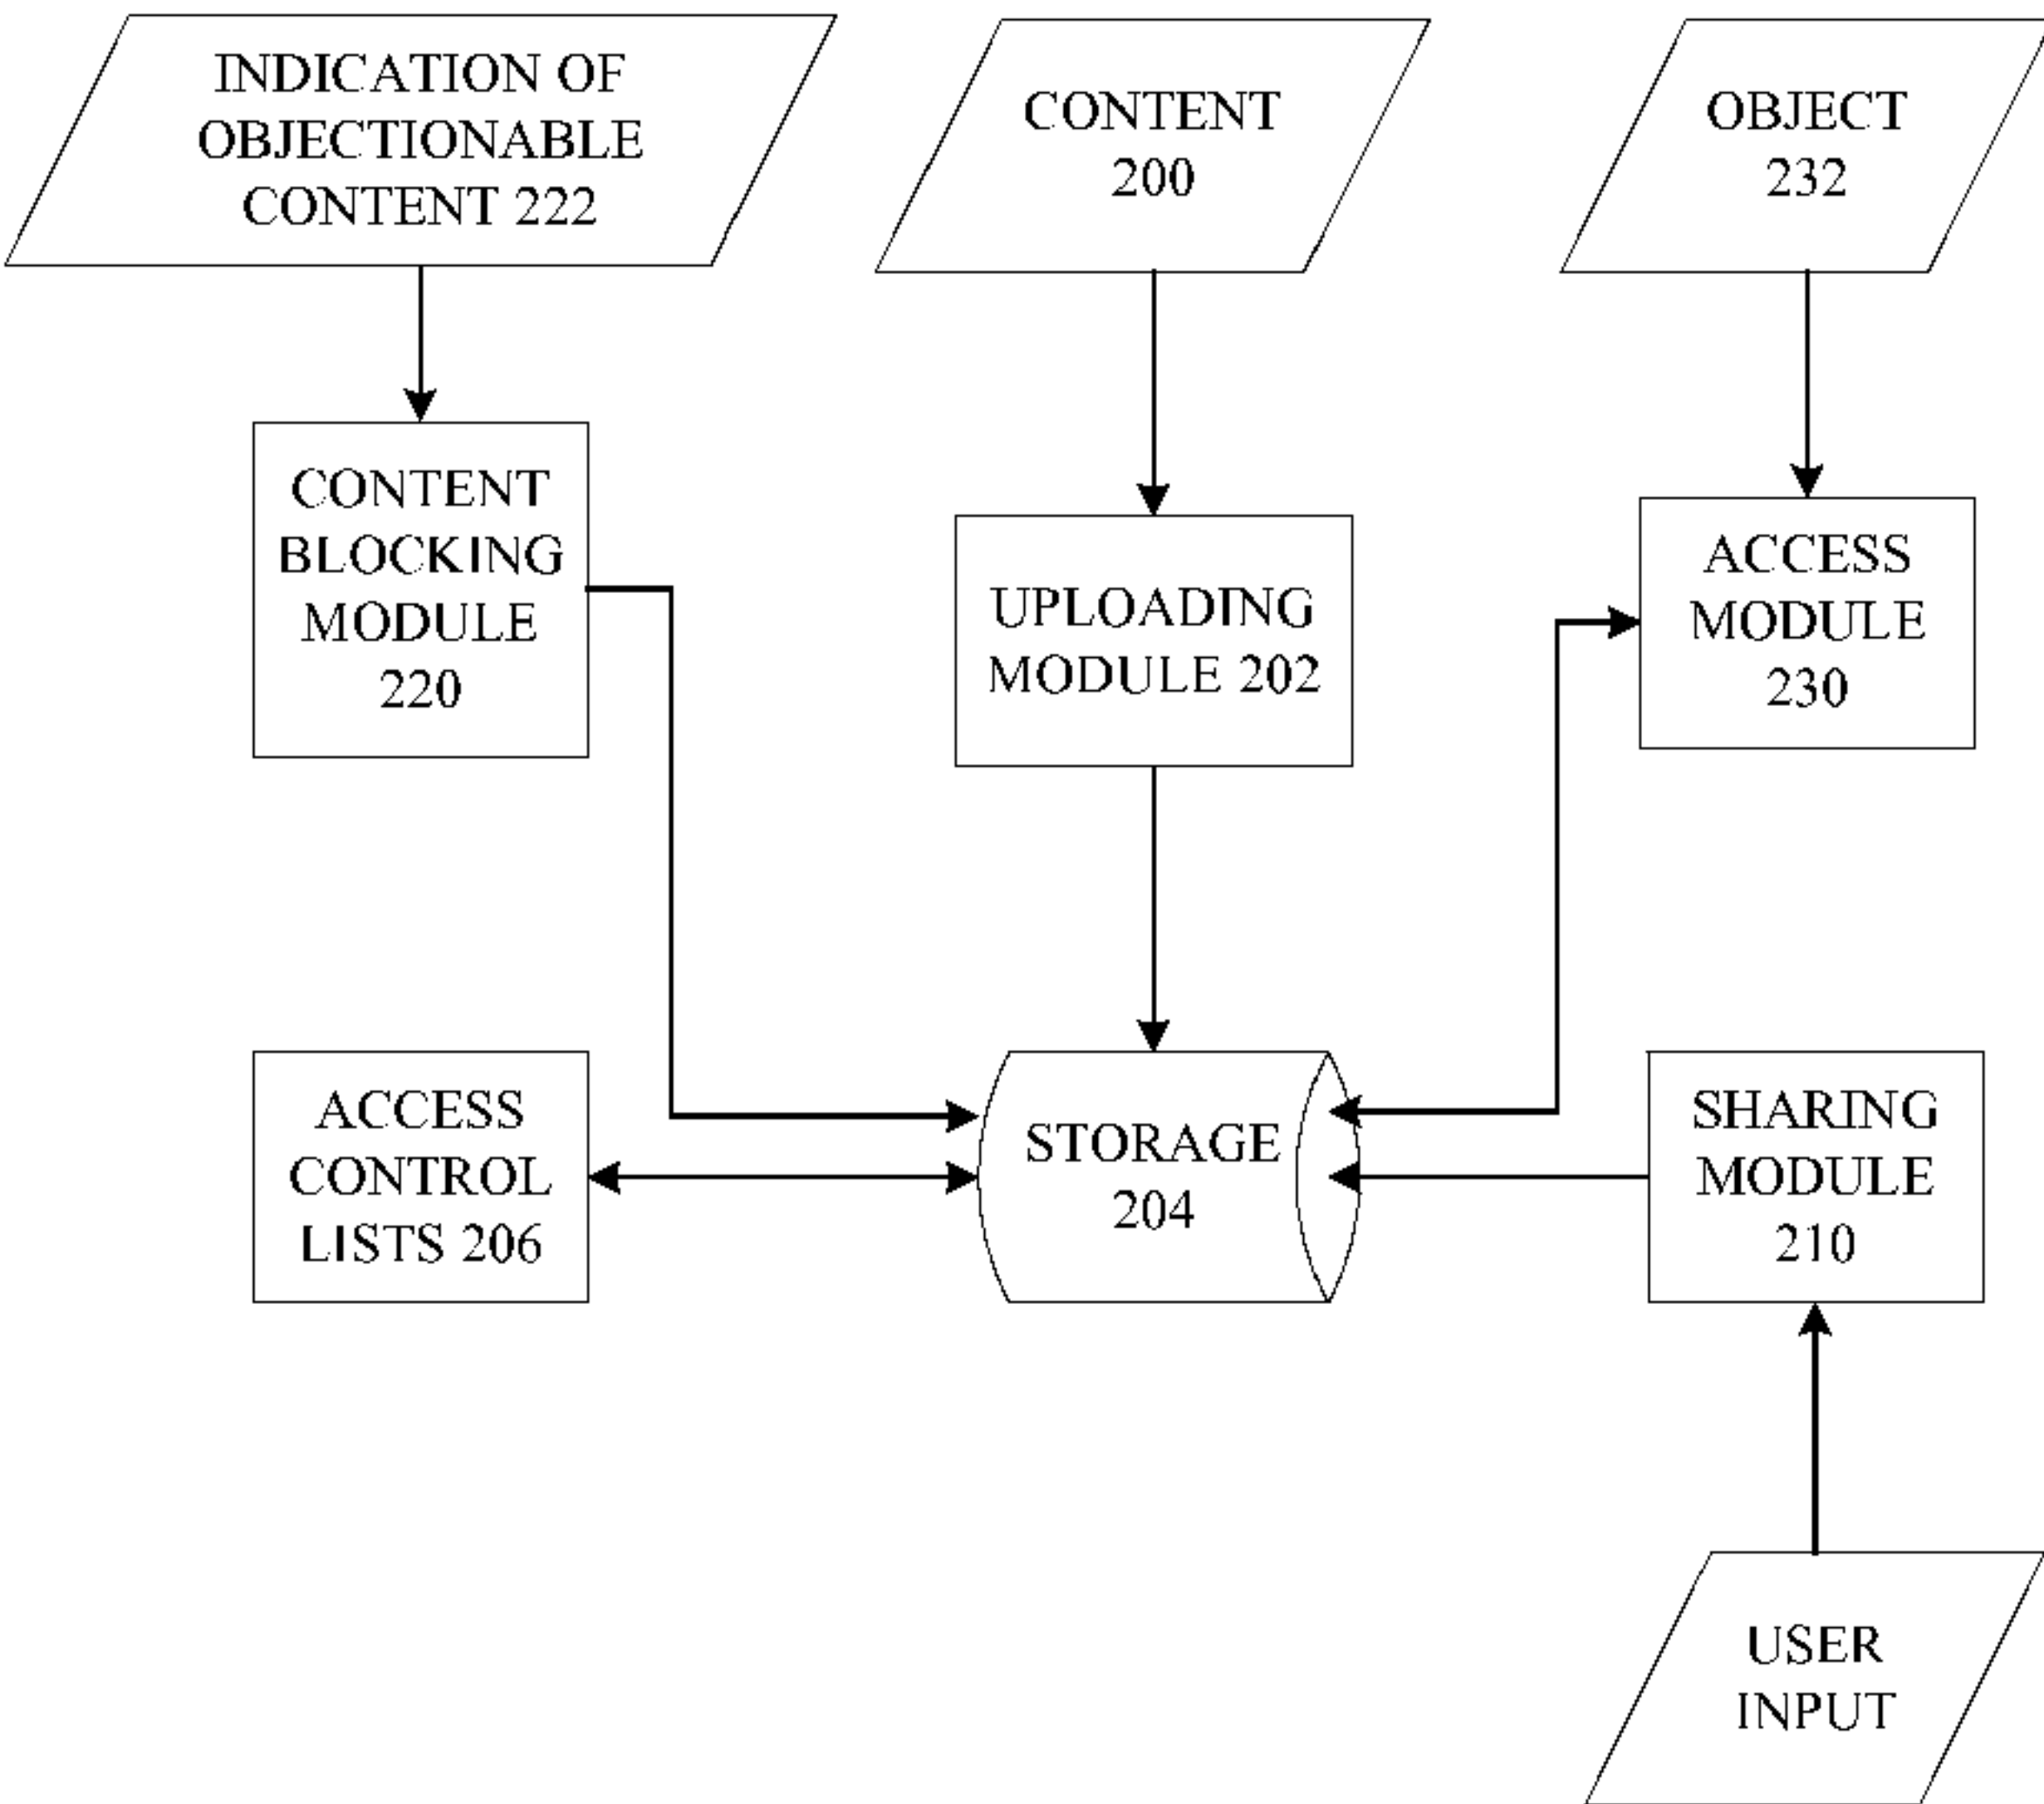 INDICATION OF
OBJECTIONABLE
CONTENT 222
CONTENT
200
OBJECT
232
CONTENT
BLOCKING
MODULE
220
UPLOADING
MODULE 202
ACCESS
MODULE
230
ACCESS
CONTROL
LISTS 206
STORAGE
204
SHARING
MODULE
210
USER
INPUT